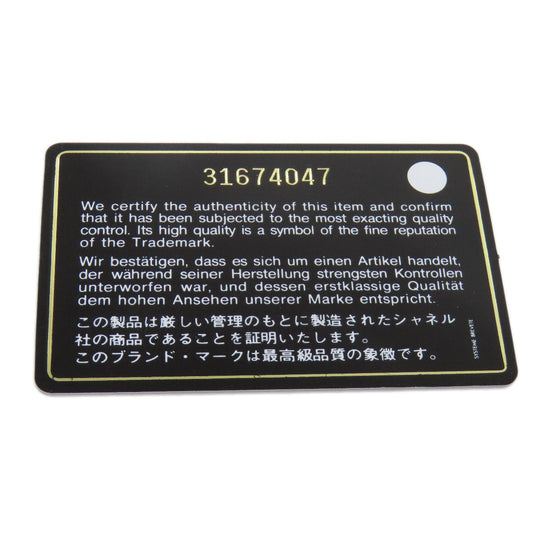 31674047
We certify the authenticity of this item and confirm
that it has been subjected to the most exacting quality
control. Its high quality is a symbol of the fine reputation
of the Trademark.
Wir bestätigen, dass es sich um einen Artikel handelt,
der während seiner Herstellung strengsten Kontrollen
unterworfen war, und dessen erstklassige Qualität
dem hohen Ansehen unserer Marke entspricht.
この製品は厳しい管理のもとに製造されたシャネル
社の商品であることを証明いたします。
このブランド・マークは最高級品質の象徴です。
SYSTEME BREVETE